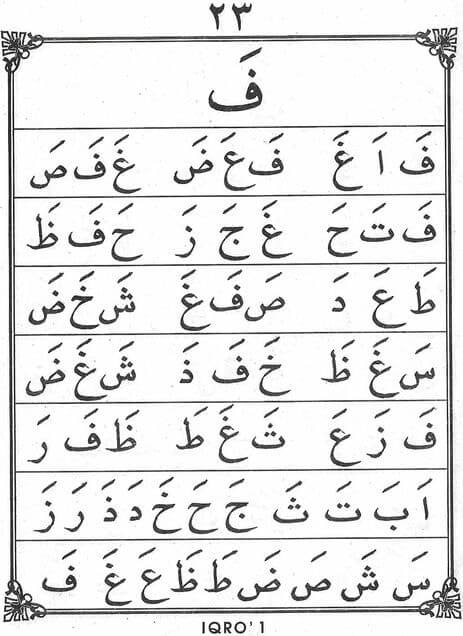 ٢٣
فَ
فَ اَ غَ فَ عَ ضَ غَ فَ صَ
فَ تَ حَ غَ جَ زَ حَ فَ ظَ
طَ عَ دَ صَ فَ غَ شَ خَ ضَ
سَ غَ ظَ خَ فَ ذَ شَ غَ ضَ
فَ زَ عَ ثَ غَ طَ ظَ فَ رَ
اَ بَ تَ ثَ جَ حَ خَ دَ ذَ رَ زَ
سَ شَ صَ ضَ طَ ظَ عَ غَ فَ
IQRO' 1